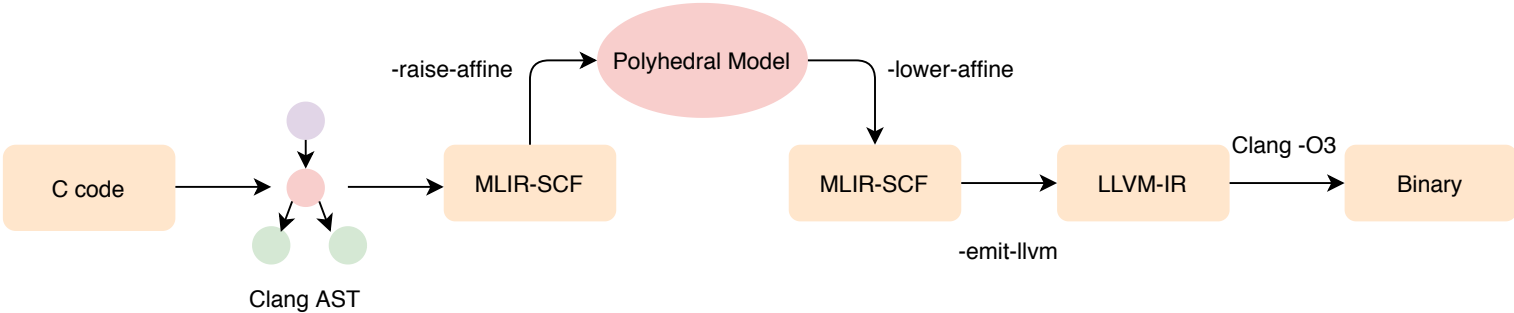 C code
Clang AST
MLIR-SCF
-raise-affine
Polyhedral Model
-lower-affine
MLIR-SCF
-emit-llvm
LLVM-IR
Clang -O3
Binary